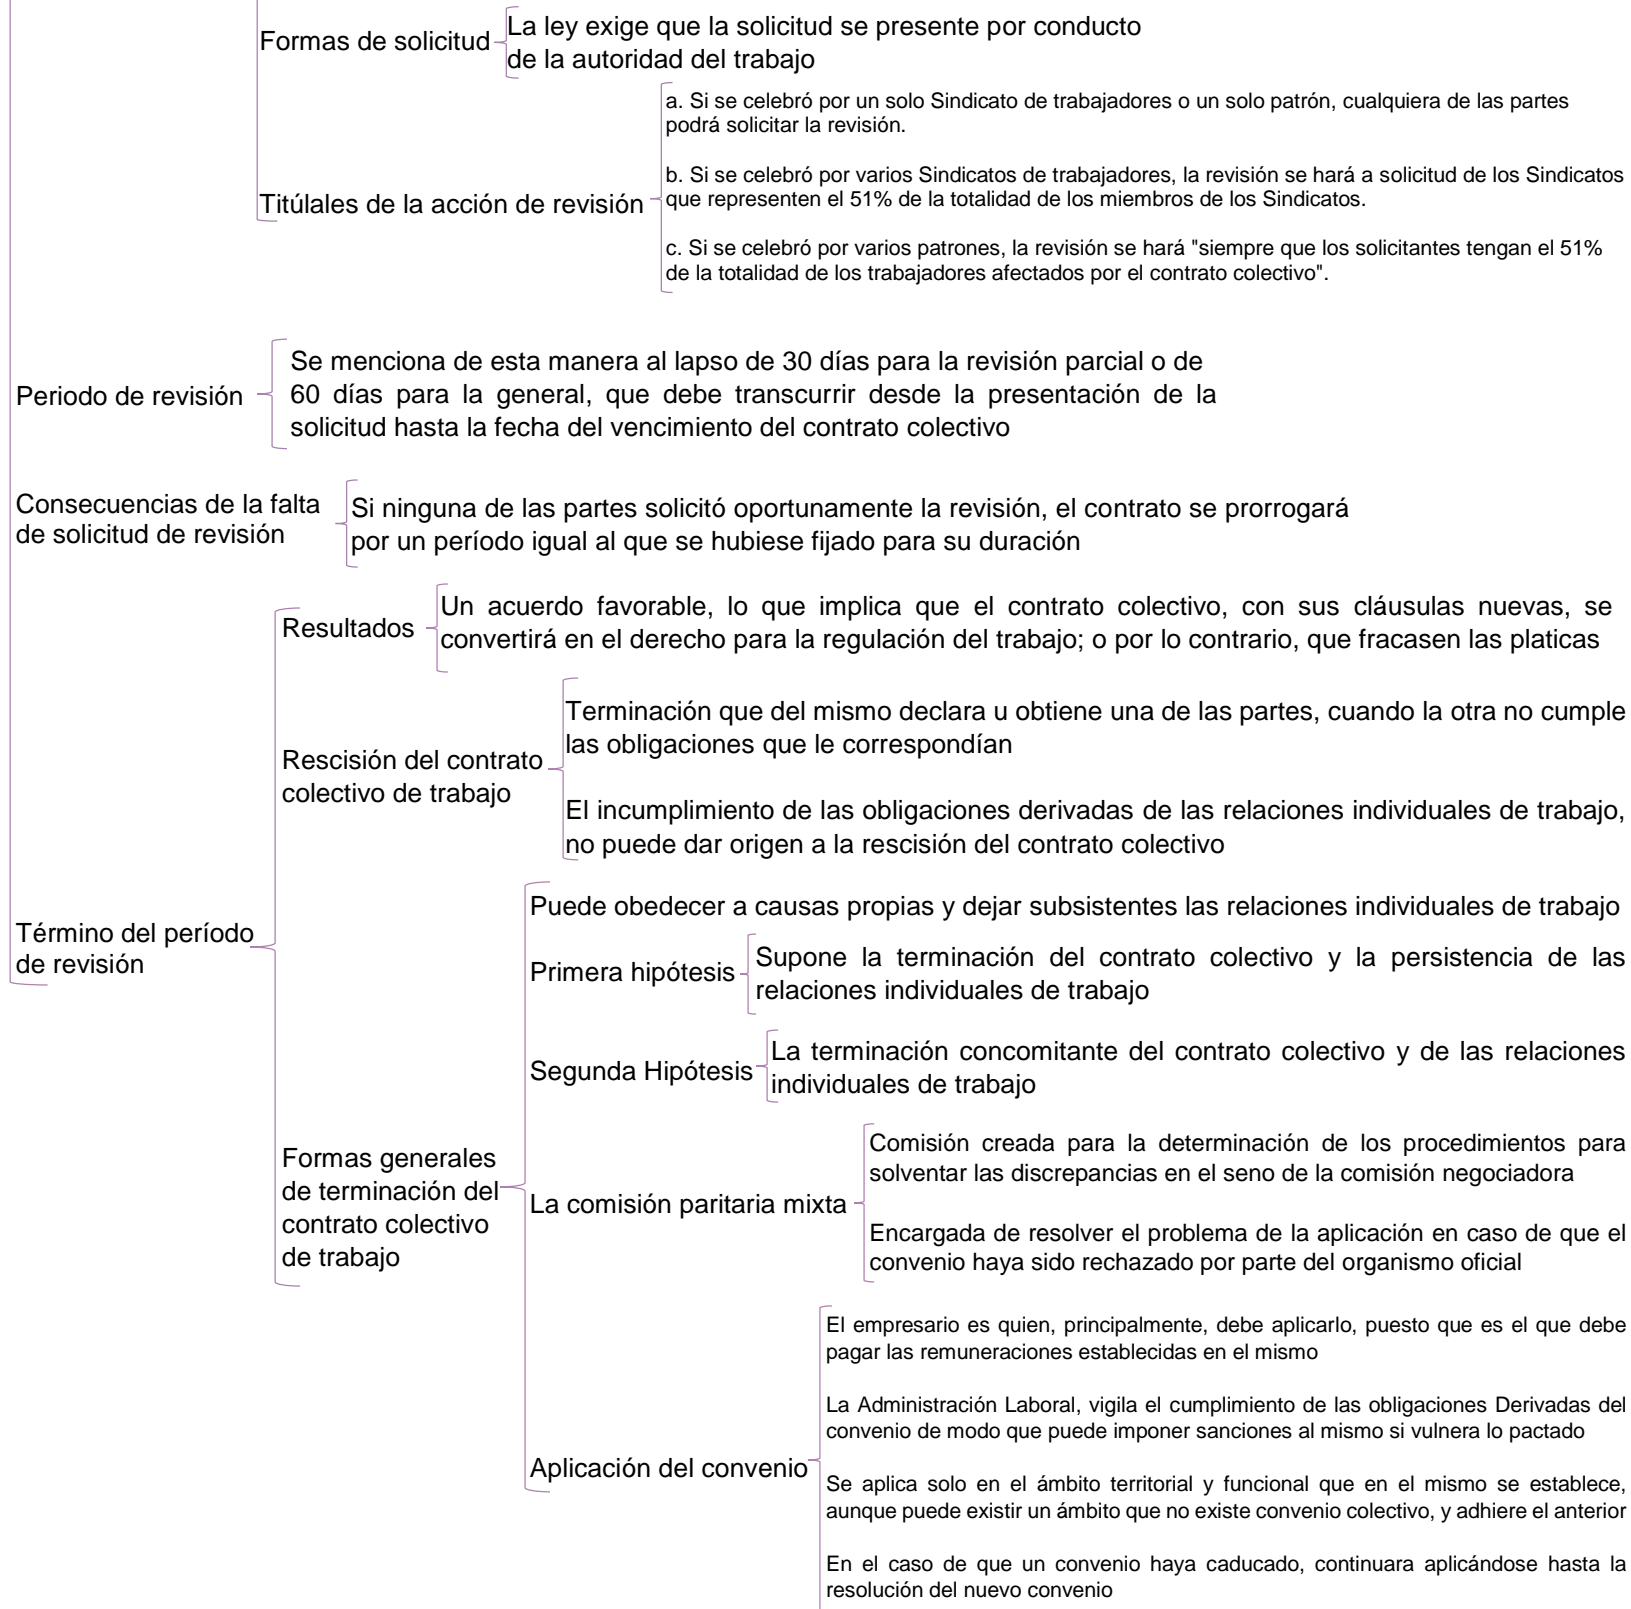 Formas de solicitud
La ley exige que la solicitud se presente por conducto
de la autoridad del trabajo
Titúlales de la acción de revisión
a. Si se celebró por un solo Sindicato de trabajadores o un solo patrón, cualquiera de las partes
podrá solicitar la revisión.
b. Si se celebró por varios Sindicatos de trabajadores, la revisión se hará a solicitud de los Sindicatos
que representen el 51% de la totalidad de los miembros de los Sindicatos.
c. Si se celebró por varios patrones, la revisión se hará "siempre que los solicitantes tengan el 51%
de la totalidad de los trabajadores afectados por el contrato colectivo".
Periodo de revisión
Se menciona de esta manera al lapso de 30 días para la revisión parcial o de
60 días para la general, que debe transcurrir desde la presentación de la
solicitud hasta la fecha del vencimiento del contrato colectivo
Consecuencias de la falta
de solicitud de revisión
Si ninguna de las partes solicitó oportunamente la revisión, el contrato se prorrogará
por un período igual al que se hubiese fijado para su duración
Término del período
de revisión
Resultados
Un acuerdo favorable, lo que implica que el contrato colectivo, con sus cláusulas nuevas, se
convertirá en el derecho para la regulación del trabajo; o por lo contrario, que fracasen las platicas
Rescisión del contrato
colectivo de trabajo
Terminación que del mismo declara u obtiene una de las partes, cuando la otra no cumple
las obligaciones que le correspondían
El incumplimiento de las obligaciones derivadas de las relaciones individuales de trabajo,
no puede dar origen a la rescisión del contrato colectivo
Formas generales
de terminación del
contrato colectivo
de trabajo
Puede obedecer a causas propias y dejar subsistentes las relaciones individuales de trabajo
Primera hipótesis
Supone la terminación del contrato colectivo y la persistencia de las
relaciones individuales de trabajo
Segunda Hipótesis
La terminación concomitante del contrato colectivo y de las relaciones
individuales de trabajo
La comisión paritaria mixta
Comisión creada para la determinación de los procedimientos para
solventar las discrepancias en el seno de la comisión negociadora
Encargada de resolver el problema de la aplicación en caso de que el
convenio haya sido rechazado por parte del organismo oficial
Aplicación del convenio
El empresario es quien, principalmente, debe aplicarlo, puesto que es el que debe
pagar las remuneraciones establecidas en el mismo
La Administración Laboral, vigila el cumplimiento de las obligaciones Derivadas del
convenio de modo que puede imponer sanciones al mismo si vulnera lo pactado
Se aplica solo en el ámbito territorial y funcional que en el mismo se establece,
aunque puede existir un ámbito que no existe convenio colectivo, y adhiere el anterior
En el caso de que un convenio haya caducado, continuara aplicándose hasta la
resolución del nuevo convenio